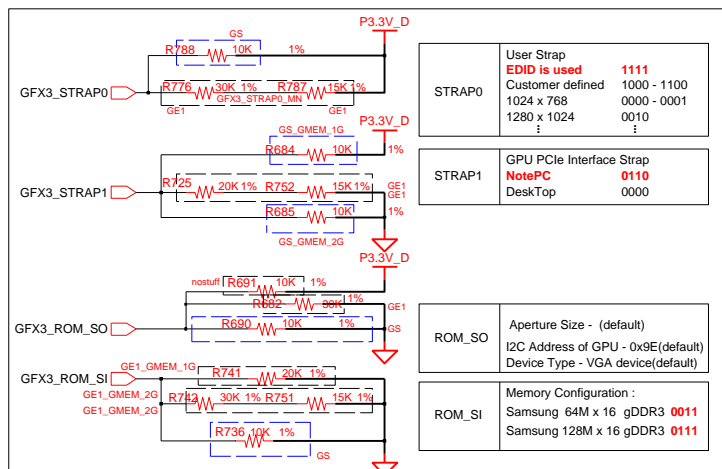 GS
P3.3V_D
R788
10K
1%
GFX3_STRAP0
R776
30K 1%
R787
15K 1%
GFX3_STRAP0_MN
GE1
GE1
P3.3V_D
GS_GMEM_1G
R684
10K
1%
GFX3_STRAP1
R725
20K 1%
R752
15K 1%
GE1
GE1
R685
10K
1%
GS_GMEM_2G
P3.3V_D
nostuff
R691
10K
1%
R682
30K
1%
GE1
GFX3_ROM_SO
R690
10K
1%
GS
GFX3_ROM_SI
GE1_GMEM_1G
R741
20K 1%
GE1_GMEM_2G
R742
30K 1%
R751
15K 1%
GE1_GMEM_2G
R736
10K 1%
GS
STRAP0
User Strap
EDID is used 1111
Customer defined 1000 - 1100
1024 x 768 0000 - 0001
1280 x 1024 0010
⋮ ⋮
STRAP1
GPU PCIe Interface Strap
NotePC 0110
DeskTop 0000
ROM_SO
Aperture Size - (default)
I2C Address of GPU - 0x9E(default)
Device Type - VGA device(default)
ROM_SI
Memory Configuration :
Samsung 64M x 16 gDDR3 0011
Samsung 128M x 16 gDDR3 0111